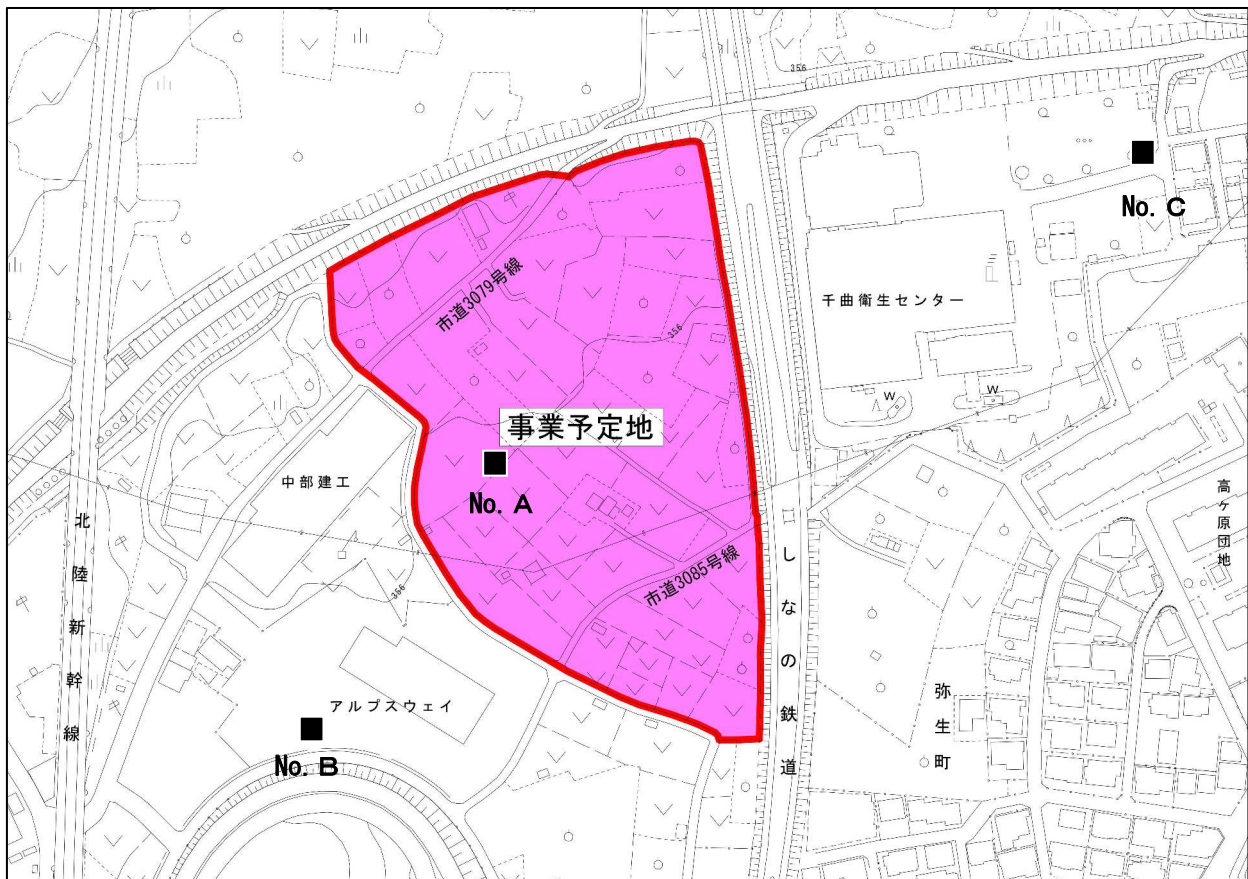 356
No. C
市道3079号線
千曲衛生センター
356
W
W
事業予定地
中部建工
No. A
高ケ原団地
北陸新幹線
市道3085号線
しなの鉄道
356
弥生町
アルプスウェイ
No. B